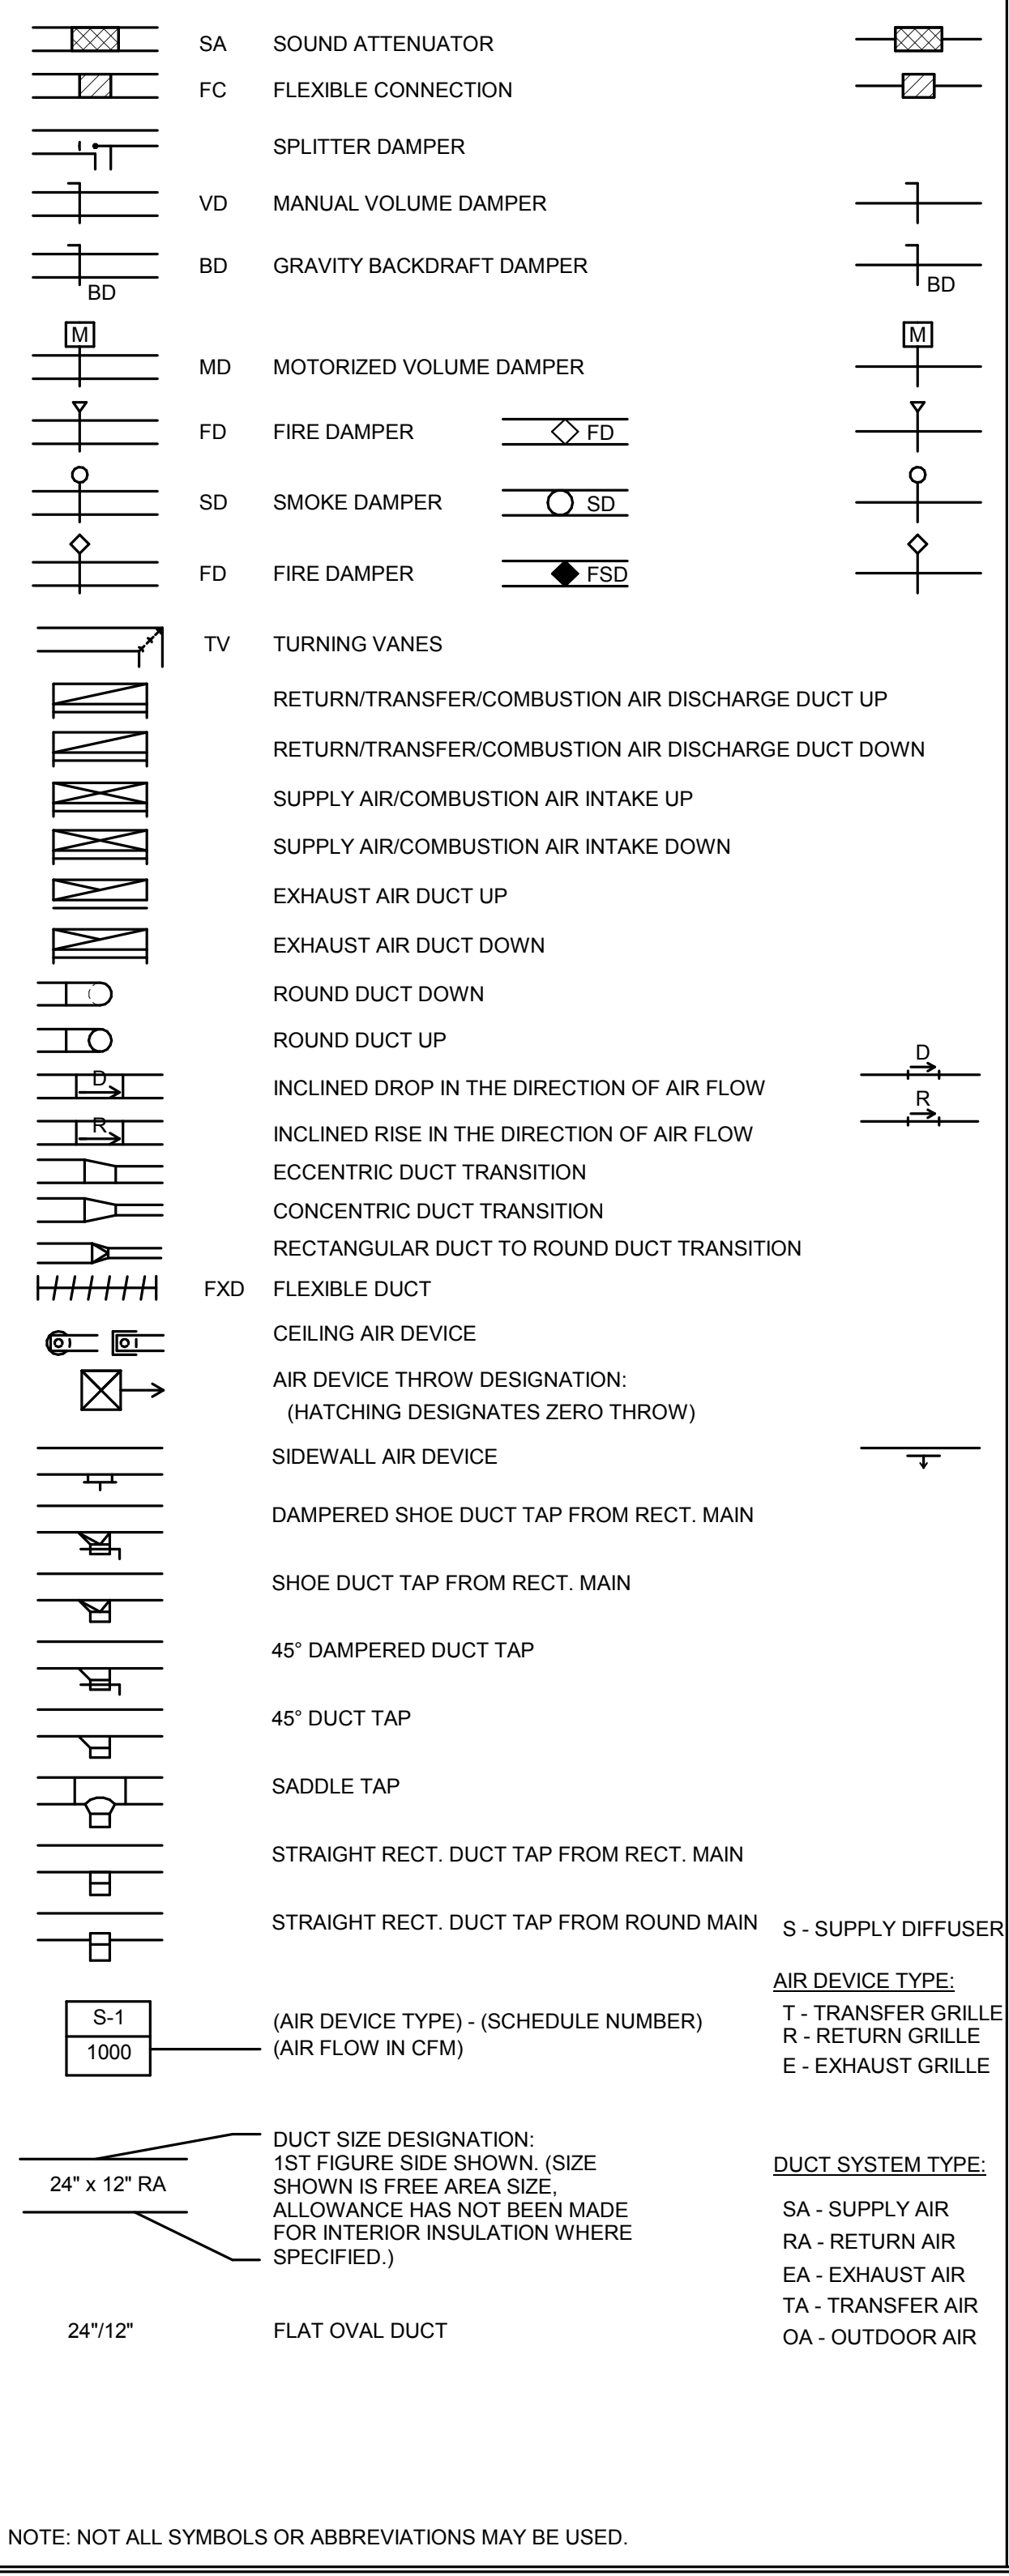 SA SOUND ATTENUATOR
FC FLEXIBLE CONNECTION
SPLITTER DAMPER
VD MANUAL VOLUME DAMPER
BD GRAVITY BACKDRAFT DAMPER
BD BD
M M
MD MOTORIZED VOLUME DAMPER
FD FIRE DAMPER FD
SD SMOKE DAMPER SD
FD FIRE DAMPER FSD
TV TURNING VANES
RETURN/TRANSFER/COMBUSTION AIR DISCHARGE DUCT UP
RETURN/TRANSFER/COMBUSTION AIR DISCHARGE DUCT DOWN
SUPPLY AIR/COMBUSTION AIR INTAKE UP
SUPPLY AIR/COMBUSTION AIR INTAKE DOWN
EXHAUST AIR DUCT UP
EXHAUST AIR DUCT DOWN
ROUND DUCT DOWN
ROUND DUCT UP
D INCLINED DROP IN THE DIRECTION OF AIR FLOW D
R INCLINED RISE IN THE DIRECTION OF AIR FLOW R
ECCENTRIC DUCT TRANSITION
CONCENTRIC DUCT TRANSITION
RECTANGULAR DUCT TO ROUND DUCT TRANSITION
FXD FLEXIBLE DUCT
CEILING AIR DEVICE
AIR DEVICE THROW DESIGNATION:
(HATCHING DESIGNATES ZERO THROW)
SIDEWALL AIR DEVICE
DAMPERED SHOE DUCT TAP FROM RECT. MAIN
SHOE DUCT TAP FROM RECT. MAIN
45° DAMPERED DUCT TAP
45° DUCT TAP
SADDLE TAP
STRAIGHT RECT. DUCT TAP FROM RECT. MAIN
STRAIGHT RECT. DUCT TAP FROM ROUND MAIN
S - SUPPLY DIFFUSER
AIR DEVICE TYPE:
T - TRANSFER GRILLE
R - RETURN GRILLE
E - EXHAUST GRILLE
S-1 (AIR DEVICE TYPE) - (SCHEDULE NUMBER)
1000 (AIR FLOW IN CFM)
DUCT SIZE DESIGNATION:
1ST FIGURE SIDE SHOWN. (SIZE
SHOWN IS FREE AREA SIZE,
ALLOWANCE HAS NOT BEEN MADE
FOR INTERIOR INSULATION WHERE
SPECIFIED.)
24" x 12" RA
DUCT SYSTEM TYPE:
SA - SUPPLY AIR
RA - RETURN AIR
EA - EXHAUST AIR
TA - TRANSFER AIR
OA - OUTDOOR AIR
24"/12" FLAT OVAL DUCT
NOTE: NOT ALL SYMBOLS OR ABBREVIATIONS MAY BE USED.